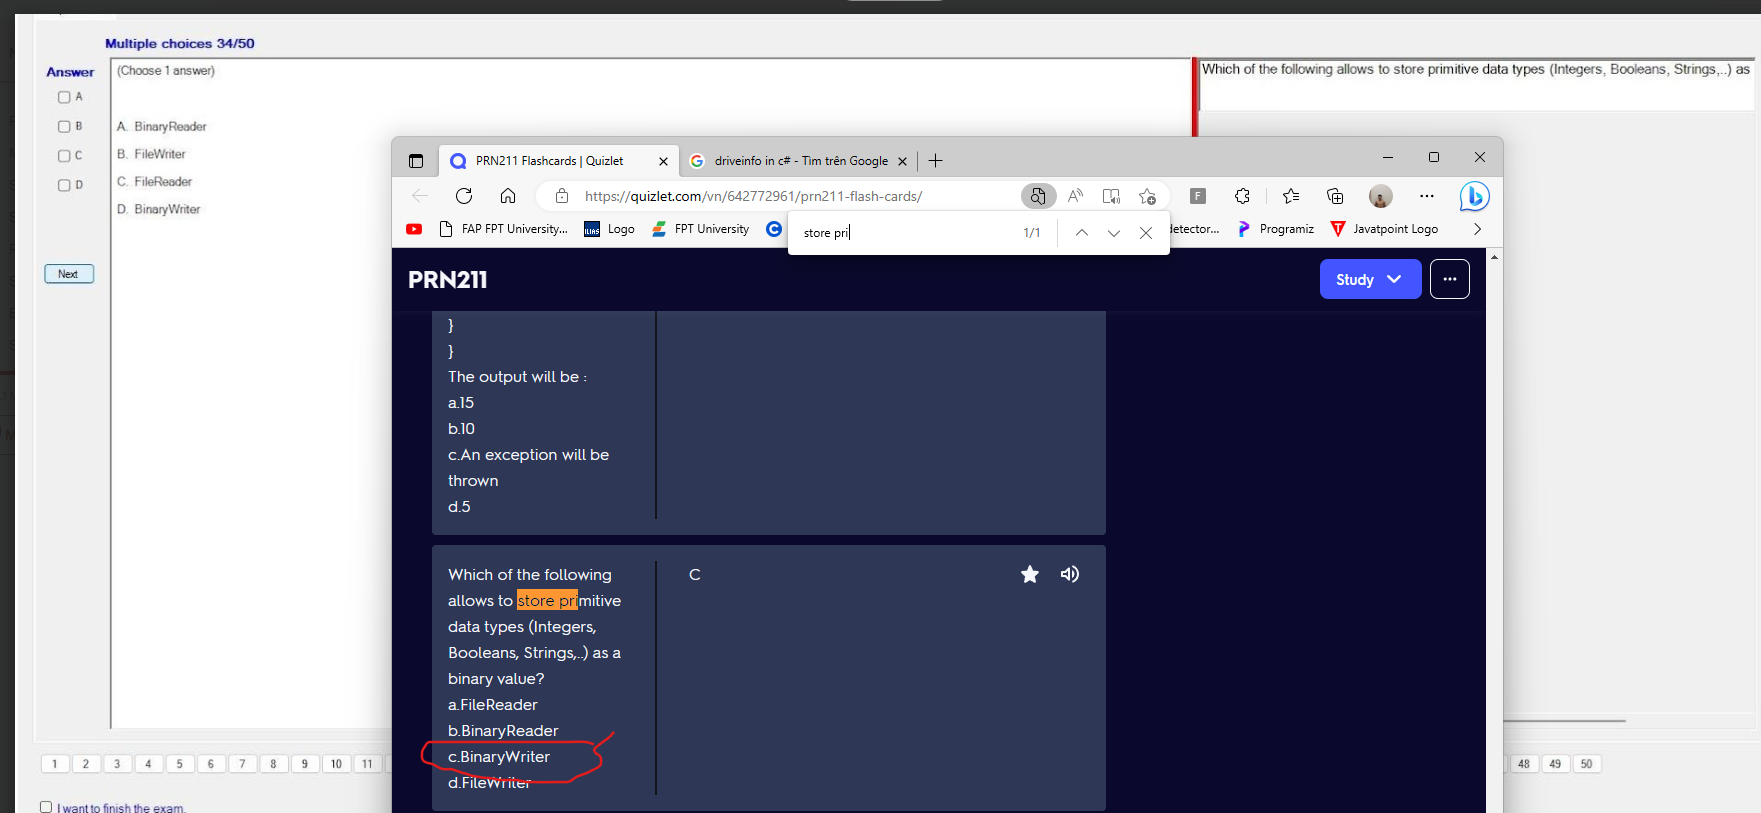 Multiple choices 34/50
Answer
(Choose 1 answer)
Which of the following allows to store primitive data types (Integers, Booleans, Strings,..) as
A
B
C
D
A. BinaryReader
B. FileWriter
C. FileReader
D. BinaryWriter
Next
PRN211 Flashcards | Quizlet
driveinfo in c# - Tìm trên Google
https://quizlet.com/vn/642772961/prn211-flash-cards/
F
FAP FPT University...
ILIAS
Logo
FPT University
store pri
1/1
detector...
Programiz
Javatpoint Logo
PRN211
Study
}
}
The output will be :
a.15
b.10
c.An exception will be
thrown
d.5
Which of the following
allows to store primitive
data types (Integers,
Booleans, Strings,..) as a
binary value?
a.FileReader
b.BinaryReader
c.BinaryWriter
d.FileWriter
C
1 2 3 4 5 6 7 8 9 10 11
48 49 50
I want to finish the exam.